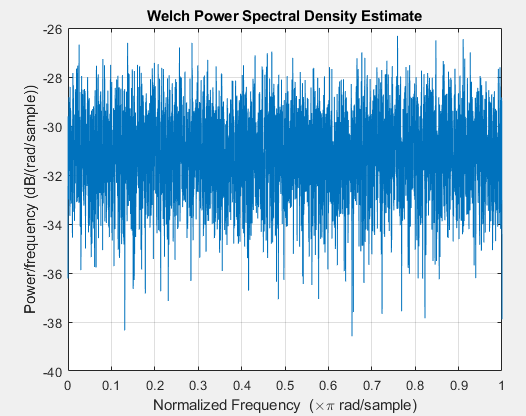 Welch Power Spectral Density Estimate
-26
-28
-30
-32
-34
-36
-38
-40
Power/frequency (dB/(rad/sample))
0 0.1 0.2 0.3 0.4 0.5 0.6 0.7 0.8 0.9 1
Normalized Frequency (×π rad/sample)